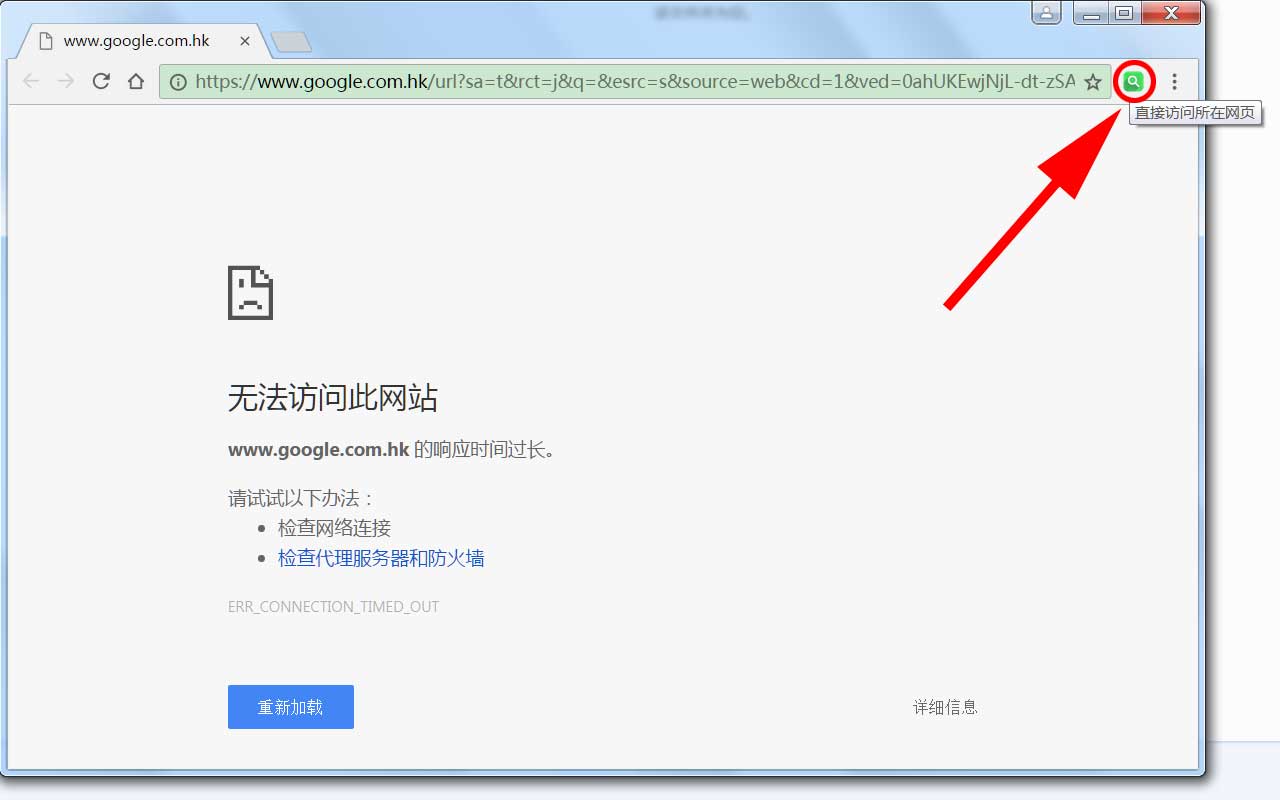 www.google.com.hk
https://www.google.com.hk/url?sa=t&rct=j&q=&esrc=s&source=web&cd=1&ved=0ahUKEwjNjL-dt-zSA
直接访问所在网页
无法访问此网站
www.google.com.hk 的响应时间过长。
请试试以下办法：
检查网络连接
检查代理服务器和防火墙
ERR_CONNECTION_TIMED_OUT
重新加载
详细信息